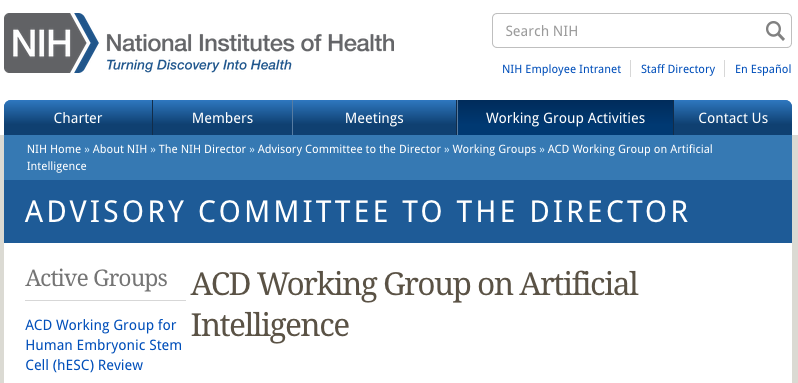 NIH National Institutes of Health
Turning Discovery Into Health
Search NIH
NIH Employee Intranet Staff Directory En Español
Charter Members Meetings Working Group Activities Contact Us
NIH Home » About NIH » The NIH Director » Advisory Committee to the Director » Working Groups » ACD Working Group on Artificial
Intelligence
ADVISORY COMMITTEE TO THE DIRECTOR
Active Groups
ACD Working Group for
Human Embryonic Stem
Cell (hESC) Review
ACD Working Group on Artificial
Intelligence